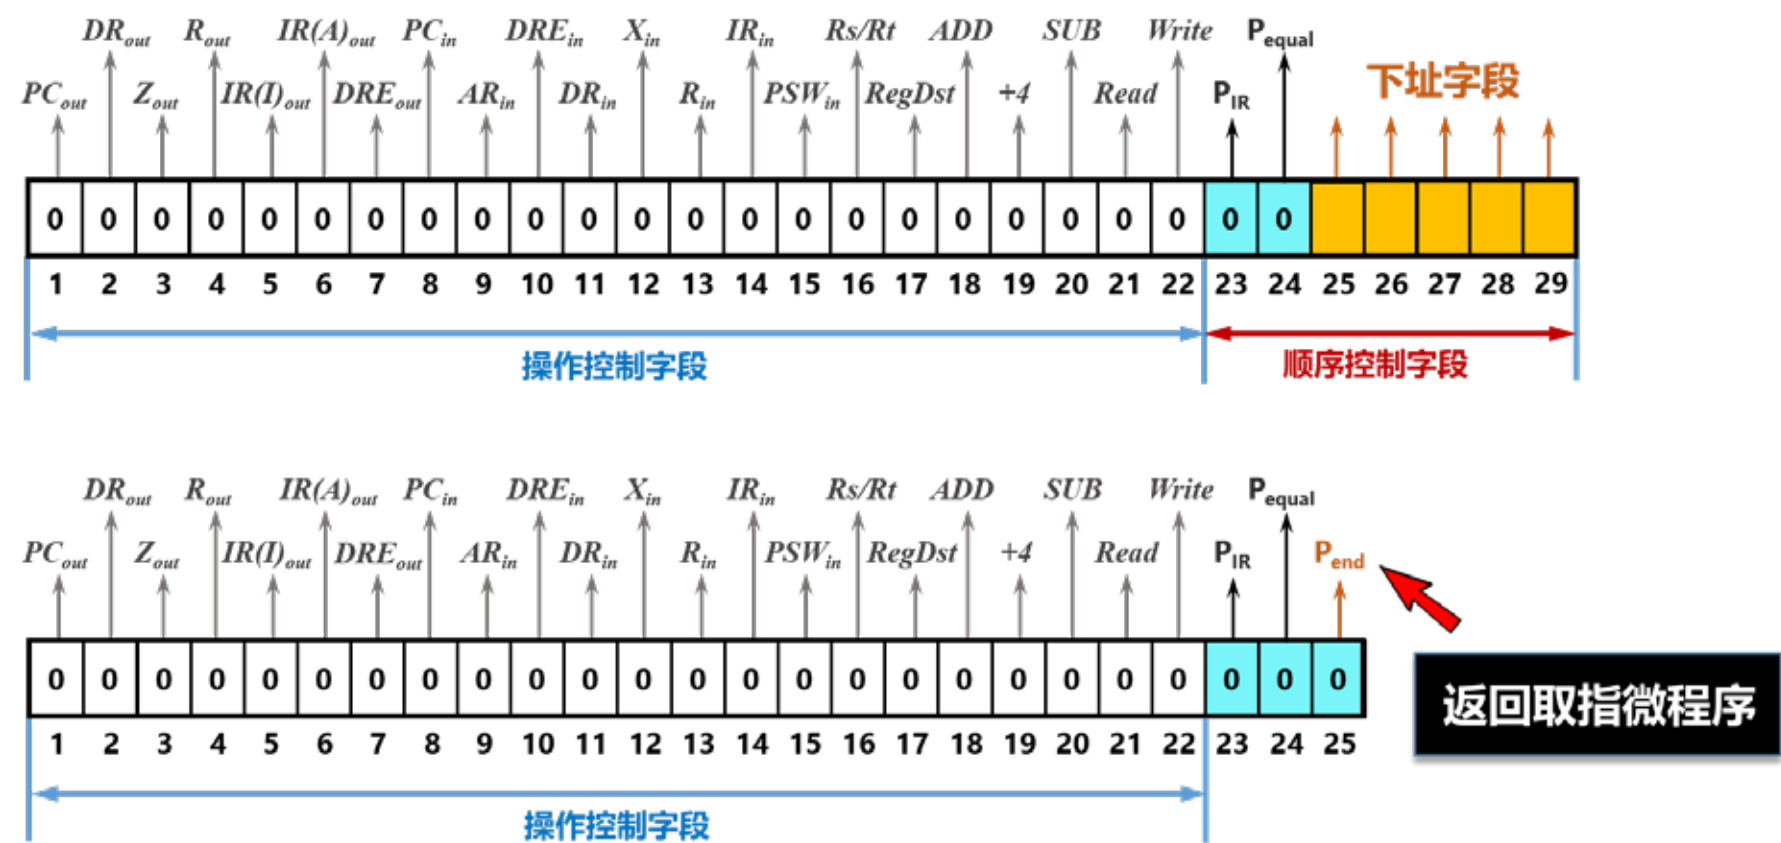 DRout Rout IR(A)out PCin DREin Xin IRin Rs/Rt ADD SUB Write Pequal
下址字段
PCout Zout IR(I)out DREout ARin DRin Rin PSWin RegDst +4 Read PIR
0 0 0 0 0 0 0 0 0 0 0 0 0 0 0 0 0 0 0 0 0 0 0 0
1 2 3 4 5 6 7 8 9 10 11 12 13 14 15 16 17 18 19 20 21 22 23 24 25 26 27 28 29
操作控制字段 顺序控制字段
DRout Rout IR(A)out PCin DREin Xin IRin Rs/Rt ADD SUB Write Pequal
PCout Zout IR(I)out DREout ARin DRin Rin PSWin RegDst +4 Read PIR Pend
0 0 0 0 0 0 0 0 0 0 0 0 0 0 0 0 0 0 0 0 0 0 0 0 0
返回取指微程序
1 2 3 4 5 6 7 8 9 10 11 12 13 14 15 16 17 18 19 20 21 22 23 24 25
操作控制字段